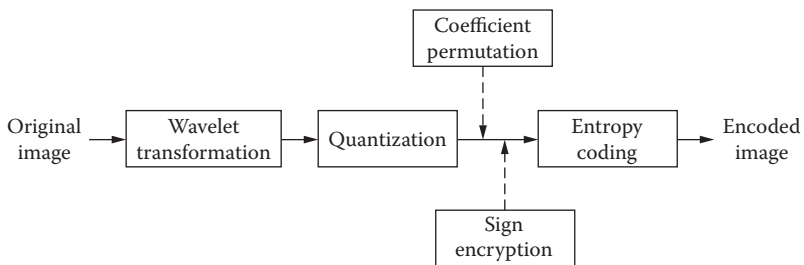 Coefficient
permutation
Original
image
Wavelet
transformation
Quantization
Entropy
coding
Encoded
image
Sign
encryption